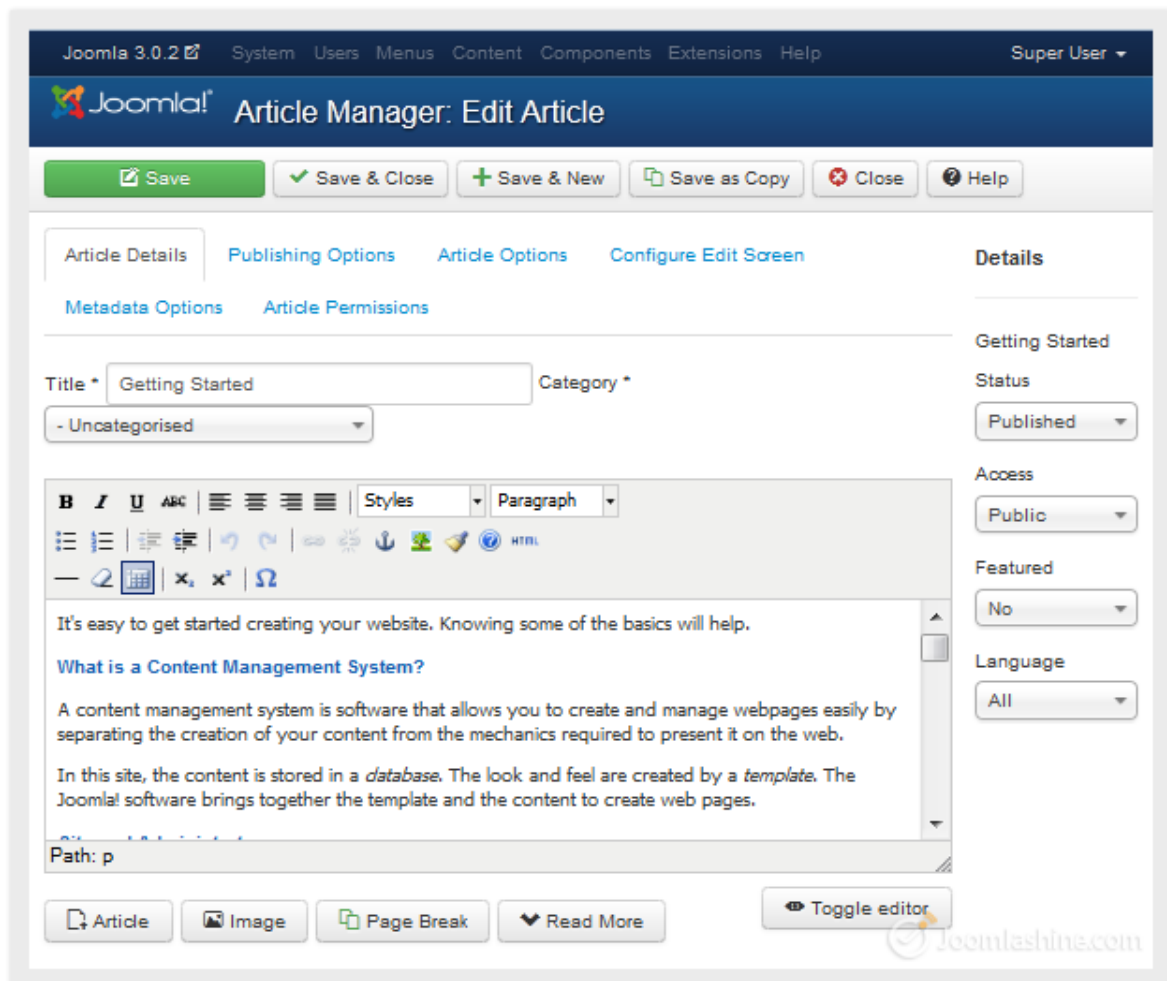 Joomla 3.0.2 System Users Menus Content Components Extensions Help Super User
Joomla!® Article Manager: Edit Article
Save Save & Close Save & New Save as Copy Close Help
Article Details Publishing Options Article Options Configure Edit Screen
Metadata Options Article Permissions
Title * Getting Started Category *
- Uncategorised
B I U ABC Styles Paragraph
HTML
x₂ x² Ω
It's easy to get started creating your website. Knowing some of the basics will help.
What is a Content Management System?
A content management system is software that allows you to create and manage webpages easily by
separating the creation of your content from the mechanics required to present it on the web.
In this site, the content is stored in a database. The look and feel are created by a template. The
Joomla! software brings together the template and the content to create web pages.
Path: p
Article Image Page Break Read More Toggle editor
Details
Getting Started
Status
Published
Access
Public
Featured
No
Language
All
Joomlashine.com